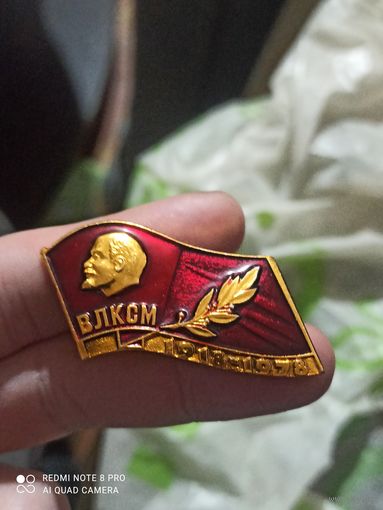 ВЛКСМ
1918-1978
REDMI NOTE 8 PRO
AI QUAD CAMERA